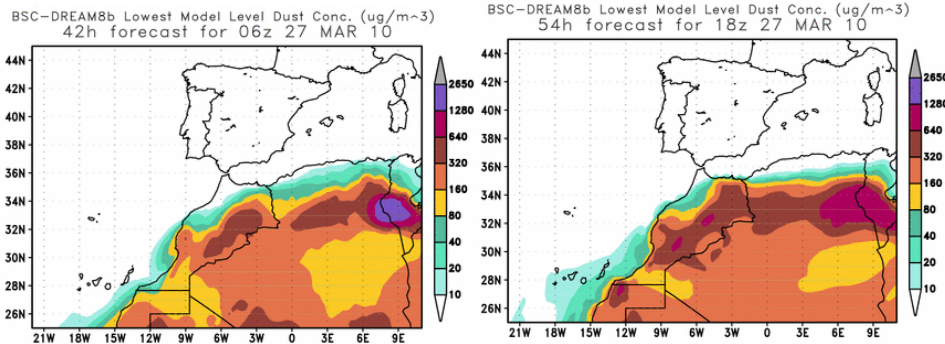 BSC-DREAM8b Lowest Model Level Dust Conc. (ug/m^3)
42h forecast for 06z 27 MAR 10
44N
42N
40N
38N
36N
34N
32N
30N
28N
26N
21W 18W 15W 12W 9W 6W 3W 0 3E 6E 9E
2650
1280
640
320
160
80
40
20
10
BSC-DREAM8b Lowest Model Level Dust Conc. (ug/m^3)
54h forecast for 18z 27 MAR 10
44N
42N
40N
38N
36N
34N
32N
30N
28N
26N
21W 18W 15W 12W 9W 6W 3W 0 3E 6E 9E
2650
1280
640
320
160
80
40
20
10